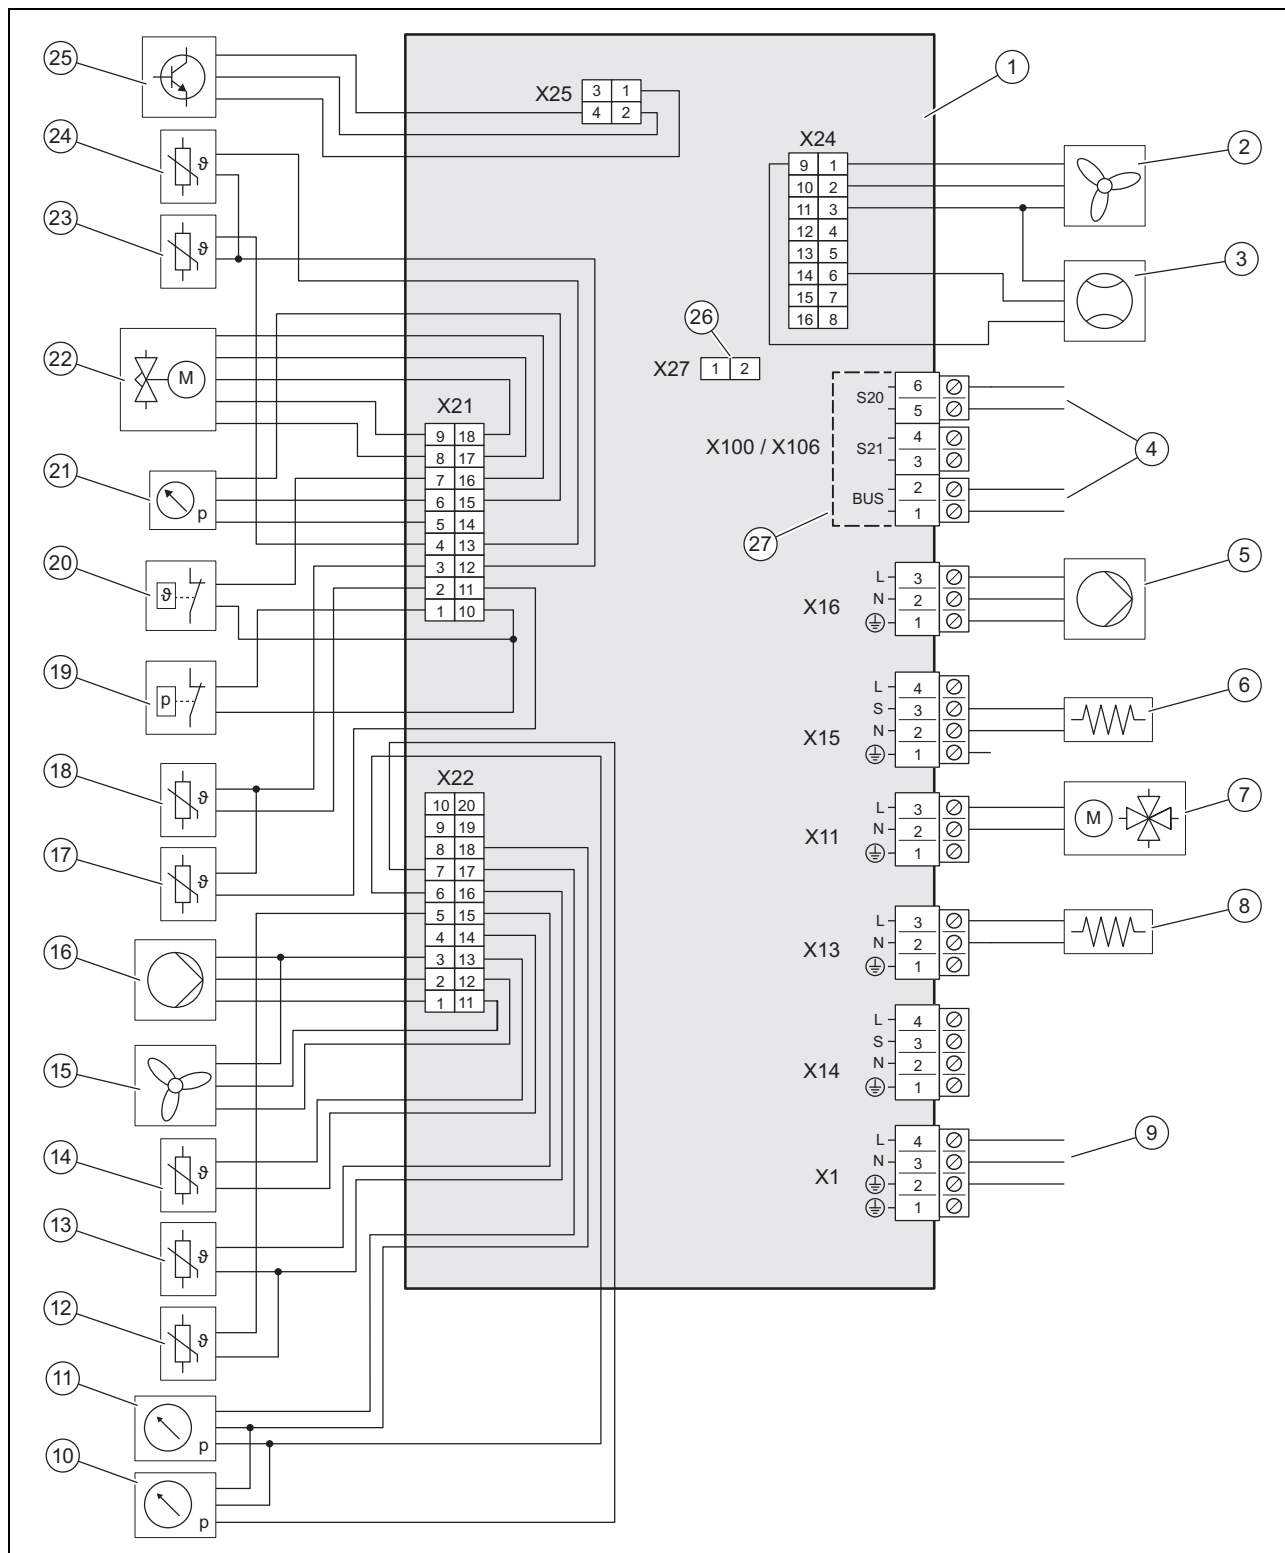 25
24
23
22
21
20
19
18
17
16
15
14
13
12
11
10
ϑ
ϑ
M
p
ϑ
p
ϑ
ϑ
ϑ
ϑ
ϑ
p
p
X25
3 1
4 2
X24
9 1
10 2
11 3
12 4
13 5
14 6
15 7
16 8
26
X27
1 2
X21
9 18
8 17
7 16
6 15
5 14
4 13
3 12
2 11
1 10
X22
10 20
9 19
8 18
7 17
6 16
5 15
4 14
3 13
2 12
1 11
X100 / X106
S20
6
5
S21
4
3
BUS
2
1
27
X16
L 3
N 2
1
X15
L 4
S 3
N 2
1
X11
L 3
N 2
1
X13
L 3
N 2
1
X14
L 4
S 3
N 2
1
X1
L 4
N 3
2
1
M
1
2
3
4
5
6
7
8
9